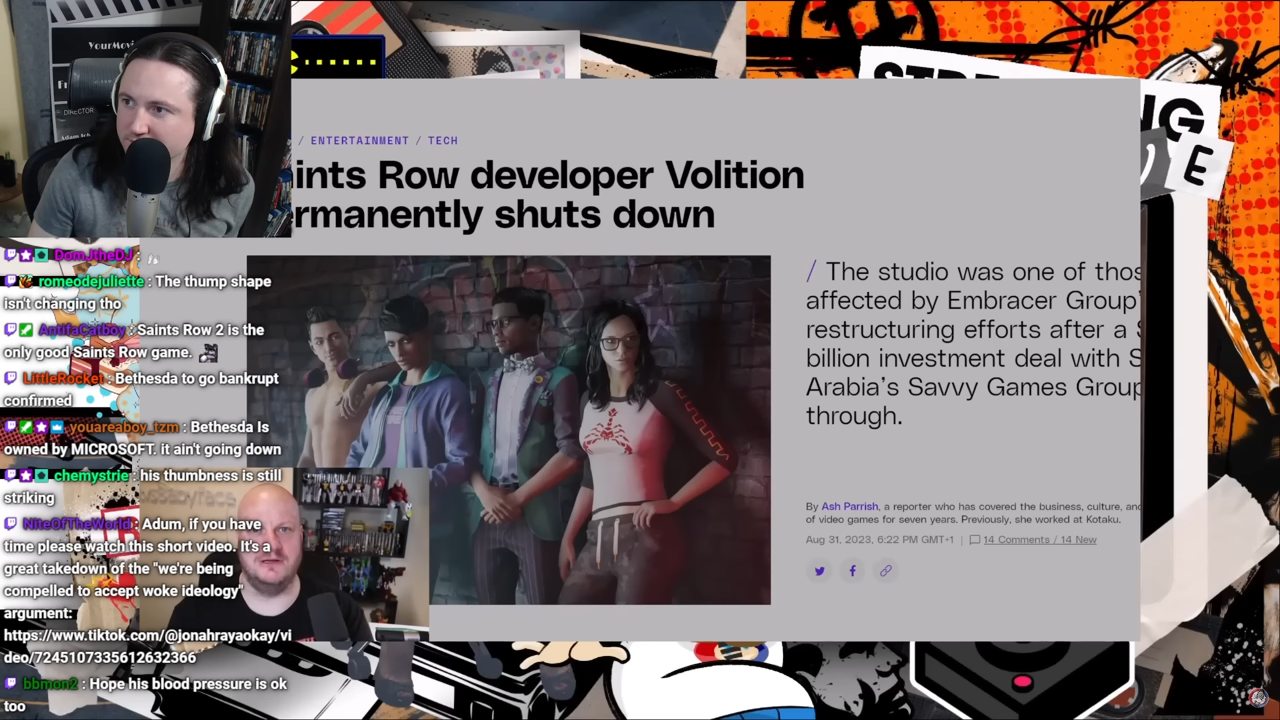 YourMovi
DIRECTOR
Adam Joh
/ ENTERTAINMENT / TECH
ints Row developer Volition
rmanently shuts down
/ The studio was one of thos
affected by Embracer Group'
restructuring efforts after a $
billion investment deal with S
Arabia's Savvy Games Group
through.
By Ash Parrish, a reporter who has covered the business, culture, and
of video games for seven years. Previously, she worked at Kotaku.
Aug 31, 2023, 6:22 PM GMT+1 | 14 Comments / 14 New
DomJtheDJ :
romeodejuliette : The thump shape
isn't changing tho
AntifaCatboy : Saints Row 2 is the
only good Saints Row game.
LittleRocket : Bethesda to go bankrupt
confirmed
youareaboy_tzm : Bethesda Is
owned by MICROSOFT. it ain't going down
chemystrie : his thumbness is still
striking
NiteOfTheWorld : Adum, if you have
time please watch this short video. It's a
great takedown of the "we're being
compelled to accept woke ideology"
argument:
https://www.tiktok.com/@jonahrayaokay/vi
deo/7245107335612632366
bbmon2 : Hope his blood pressure is ok
too